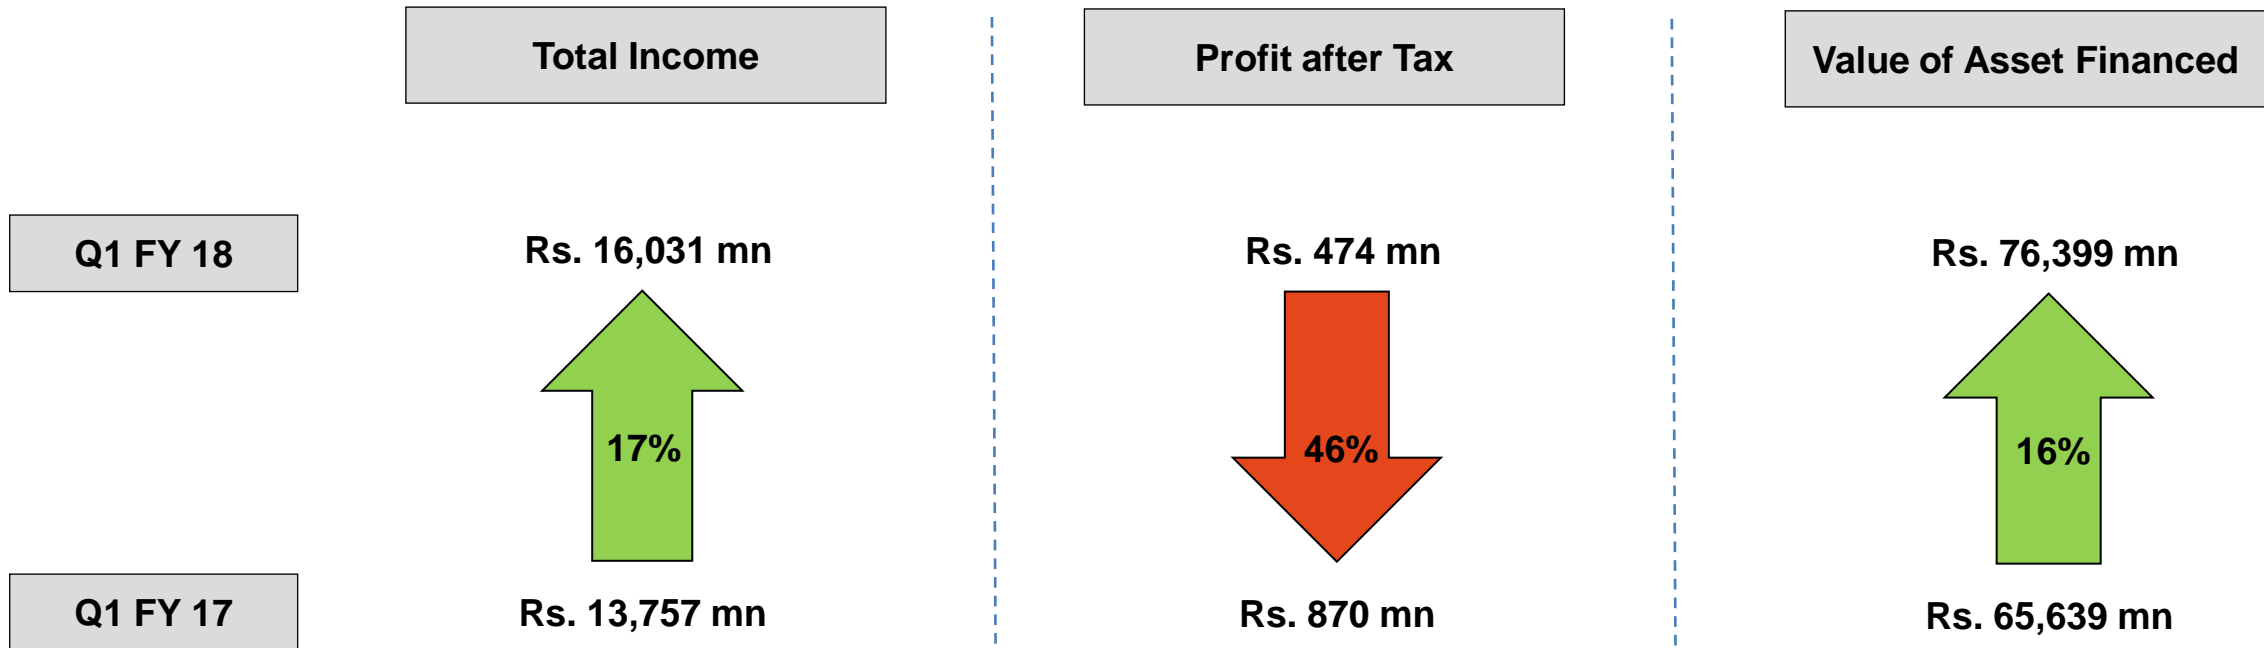 Total Income
Profit after Tax
Value of Asset Financed
Q1 FY 18
Rs. 16,031 mn
Rs. 474 mn
Rs. 76,399 mn
17%
46%
16%
Q1 FY 17
Rs. 13,757 mn
Rs. 870 mn
Rs. 65,639 mn